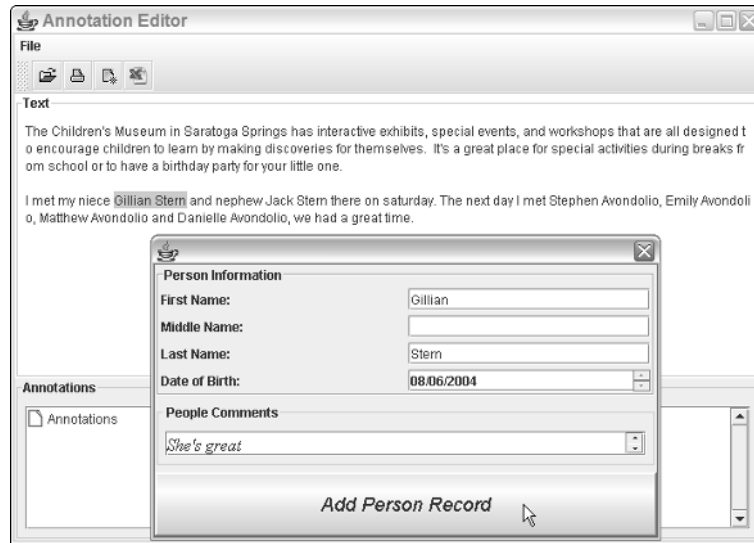 Annotation Editor
File
Text
The Children's Museum in Saratoga Springs has interactive exhibits, special events, and workshops that are all designed t
o encourage children to learn by making discoveries for themselves. It's a great place for special activities during breaks fr
om school or to have a birthday party for your little one.
I met my niece Gillian Stern and nephew Jack Stern there on saturday. The next day I met Stephen Avondolio, Emily Avondoli
o, Matthew Avondolio and Danielle Avondolio, we had a great time.
Person Information
First Name: Gillian
Middle Name:
Last Name: Stern
Date of Birth: 08/06/2004
Annotations
Annotations
People Comments
She's great
Add Person Record